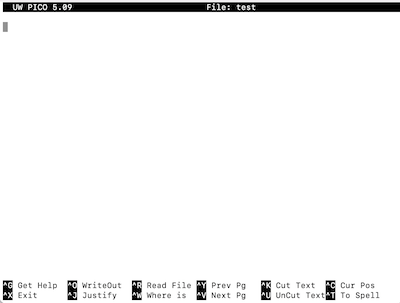 UW PICO 5.09 File: test
^G Get Help ^O WriteOut ^R Read File ^Y Prev Pg ^K Cut Text ^C Cur Pos
^X Exit ^J Justify ^W Where is ^V Next Pg ^U UnCut Text ^T To Spell